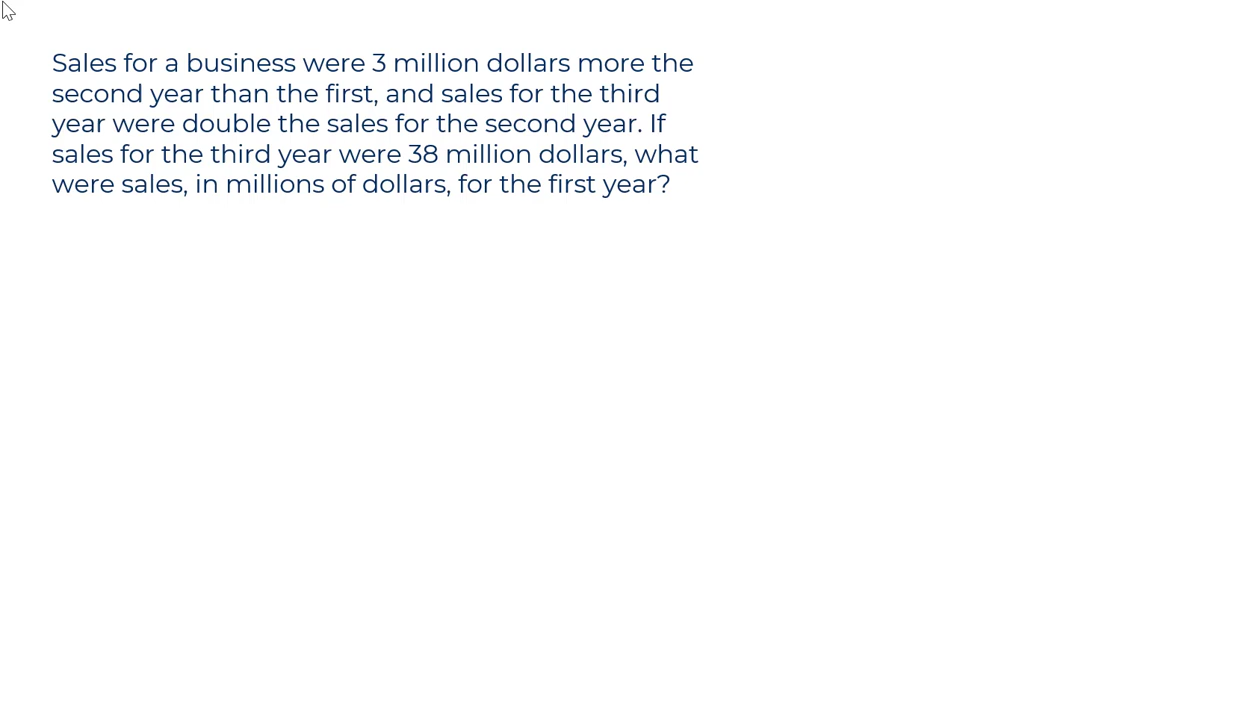 Sales for a business were 3 million dollars more the
second year than the first, and sales for the third
year were double the sales for the second year. If
sales for the third year were 38 million dollars, what
were sales, in millions of dollars, for the first year?